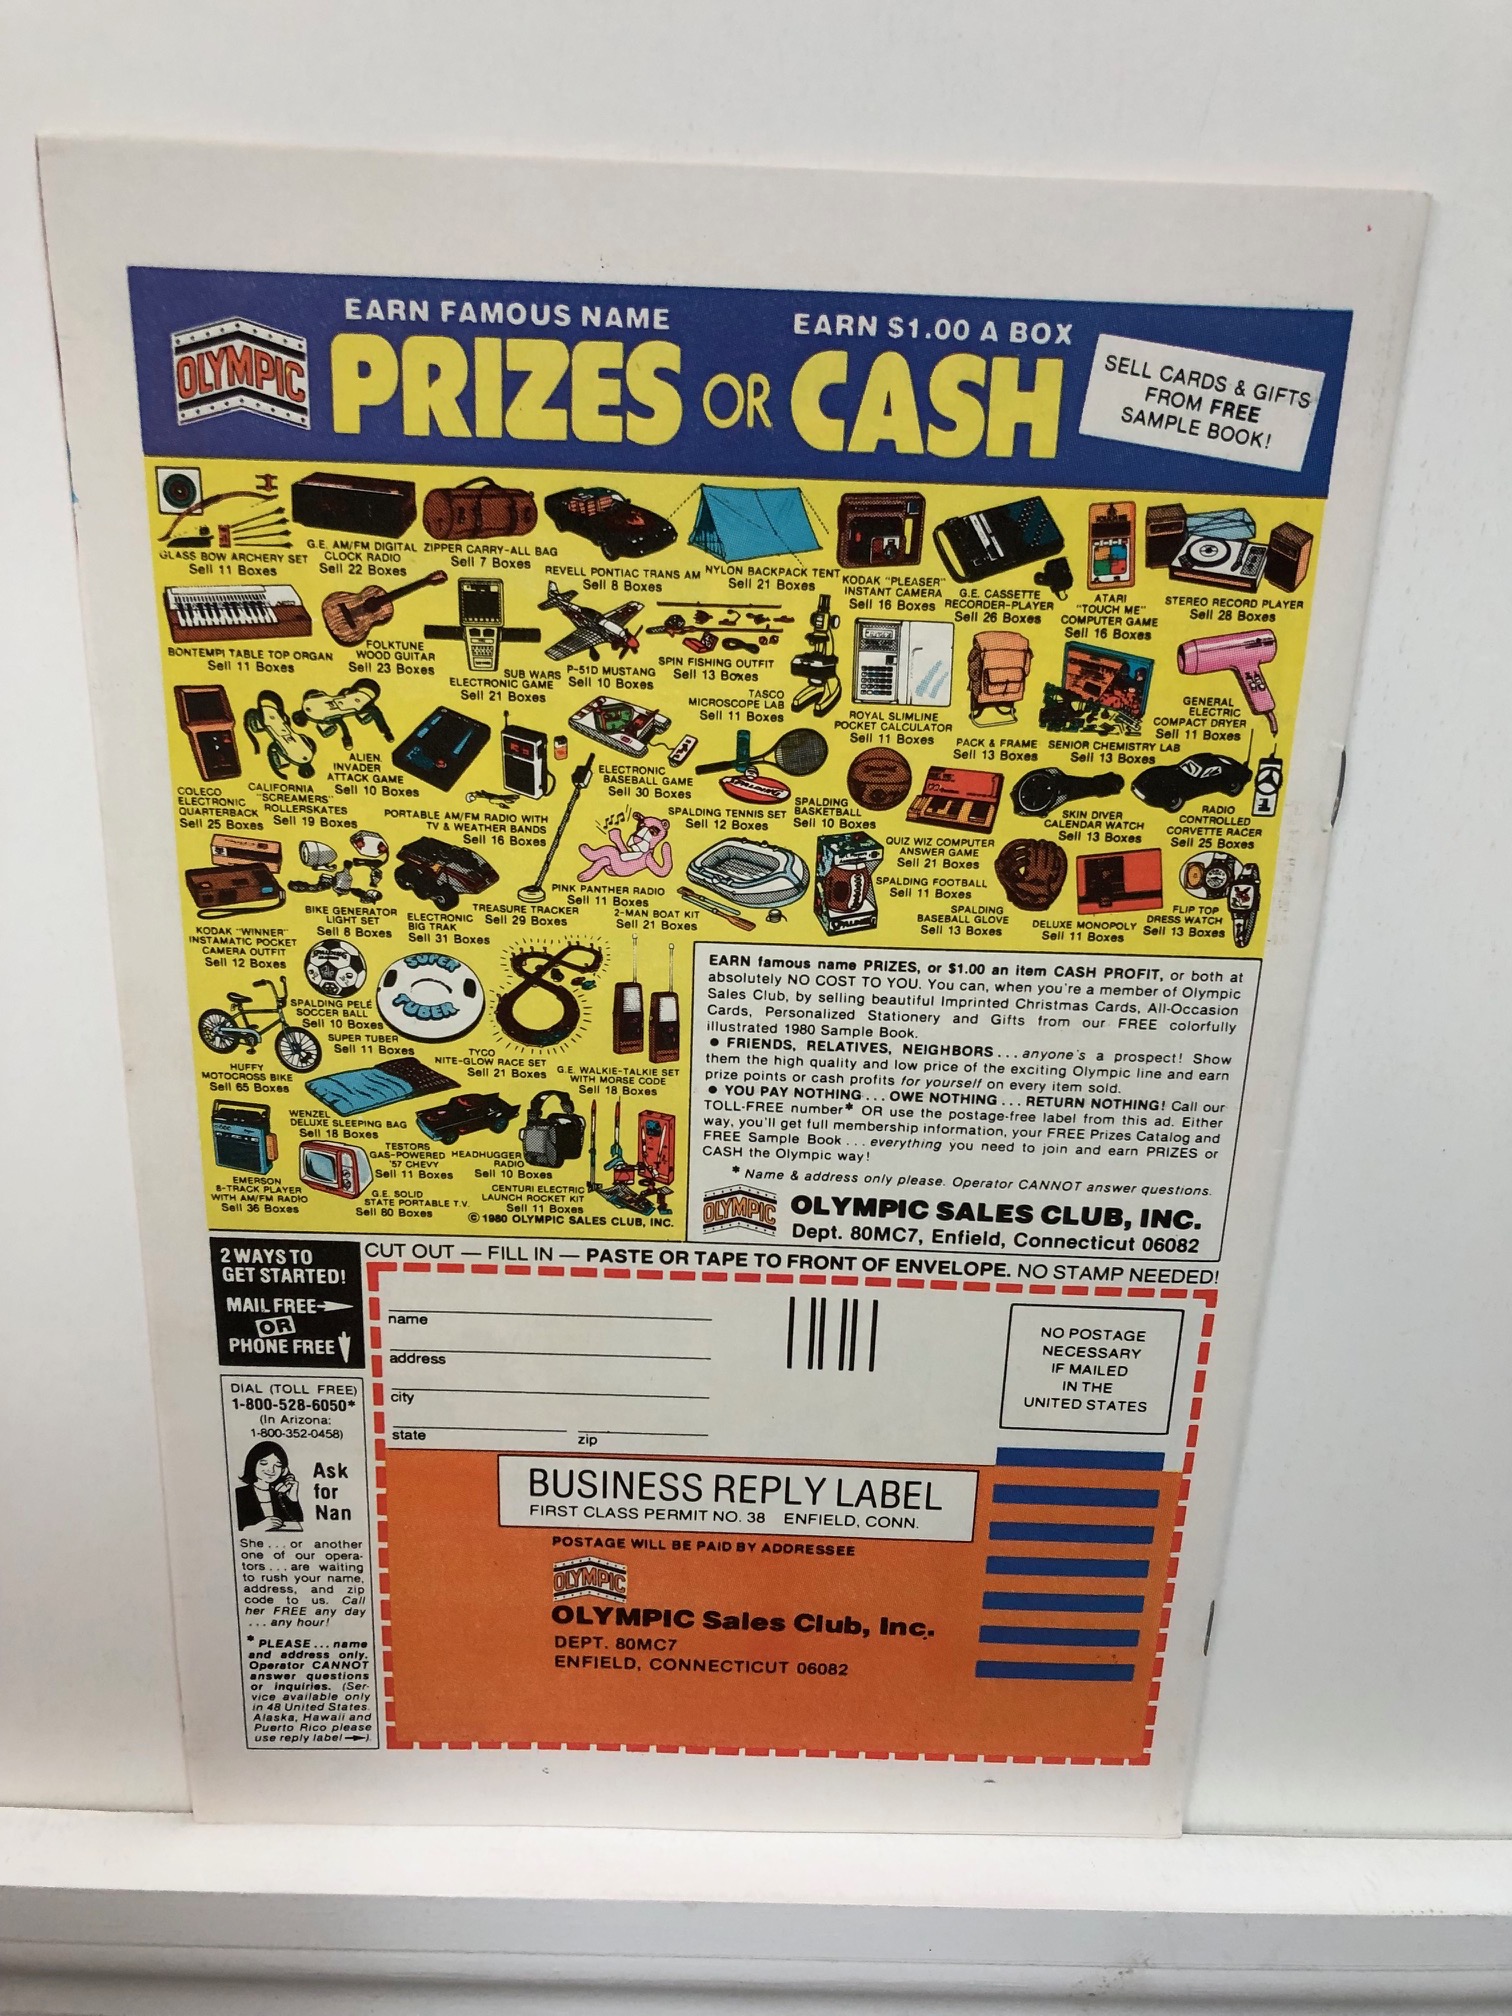 OLYMPIC
EARN FAMOUS NAME
PRIZES OR CASH
EARN $1.00 A BOX
SELL CARDS & GIFTS
FROM FREE
SAMPLE BOOK!
GLASS BOW ARCHERY SET
Sell 11 Boxes
G.E. AM/FM DIGITAL
CLOCK RADIO
Sell 22 Boxes
ZIPPER CARRY-ALL BAG
Sell 7 Boxes
REVELL PONTIAC TRANS AM
Sell 8 Boxes
NYLON BACKPACK TENT
Sell 21 Boxes
KODAK "PLEASER"
INSTANT CAMERA
Sell 16 Boxes
G.E. CASSETTE
RECORDER-PLAYER
Sell 26 Boxes
ATARI
"TOUCH ME"
COMPUTER GAME
Sell 16 Boxes
STEREO RECORD PLAYER
Sell 28 Boxes
BONTEMPI TABLE TOP ORGAN
Sell 11 Boxes
FOLKTUNE
WOOD GUITAR
Sell 23 Boxes
SUB WARS
ELECTRONIC GAME
Sell 21 Boxes
P-51D MUSTANG
Sell 10 Boxes
SPIN FISHING OUTFIT
Sell 13 Boxes
TASCO
MICROSCOPE LAB
Sell 11 Boxes
ROYAL SLIMLINE
POCKET CALCULATOR
Sell 11 Boxes
PACK & FRAME
Sell 13 Boxes
SENIOR CHEMISTRY LAB
Sell 13 Boxes
GENERAL
ELECTRIC
COMPACT DRYER
Sell 11 Boxes
COLECO
ELECTRONIC
QUARTERBACK
Sell 25 Boxes
CALIFORNIA
"SCREAMERS"
ROLLERSKATES
Sell 19 Boxes
ALIEN
INVADER
ATTACK GAME
Sell 10 Boxes
PORTABLE AM/FM RADIO WITH
TV & WEATHER BANDS
Sell 16 Boxes
ELECTRONIC
BASEBALL GAME
Sell 30 Boxes
SPALDING TENNIS SET
Sell 12 Boxes
SPALDING
BASKETBALL
Sell 10 Boxes
QUIZ WIZ COMPUTER
ANSWER GAME
Sell 21 Boxes
SKIN DIVER
CALENDAR WATCH
Sell 13 Boxes
RADIO
CONTROLLED
CORVETTE RACER
Sell 25 Boxes
1
KODAK "WINNER"
INSTAMATIC POCKET
CAMERA OUTFIT
Sell 12 Boxes
BIKE GENERATOR
LIGHT SET
Sell 8 Boxes
ELECTRONIC
BIG TRAK
Sell 31 Boxes
TREASURE TRACKER
Sell 29 Boxes
PINK PANTHER RADIO
Sell 11 Boxes
2-MAN BOAT KIT
Sell 21 Boxes
SPALDING FOOTBALL
Sell 11 Boxes
SPALDING
BASEBALL GLOVE
Sell 13 Boxes
DELUXE MONOPOLY
Sell 11 Boxes
FLIP TOP
DRESS WATCH
Sell 13 Boxes
HUFFY
MOTOCROSS BIKE
Sell 65 Boxes
SPALDING PELÉ
SOCCER BALL
Sell 10 Boxes
SUPER
TUBER
SUPER TUBER
Sell 11 Boxes
TYCO
NITE-GLOW RACE SET
Sell 21 Boxes
G.E. WALKIE-TALKIE SET
WITH MORSE CODE
Sell 18 Boxes
WENZEL
DELUXE SLEEPING BAG
Sell 18 Boxes
TESTORS
GAS-POWERED
'57 CHEVY
Sell 11 Boxes
HEADHUGGER
RADIO
Sell 10 Boxes
EMERSON
8-TRACK PLAYER
WITH AM/FM RADIO
Sell 36 Boxes
G.E. SOLID
STATE PORTABLE T.V.
Sell 80 Boxes
CENTURI ELECTRIC
LAUNCH ROCKET KIT
Sell 11 Boxes
© 1980 OLYMPIC SALES CLUB, INC.
EARN famous name PRIZES, or $1.00 an item CASH PROFIT, or both at
absolutely NO COST TO YOU. You can, when you're a member of Olympic
Sales Club, by selling beautiful Imprinted Christmas Cards, All-Occasion
Cards, Personalized Stationery and Gifts from our FREE colorfully
illustrated 1980 Sample Book.
• FRIENDS, RELATIVES, NEIGHBORS . . . anyone's a prospect! Show
them the high quality and low price of the exciting Olympic line and earn
prize points or cash profits for yourself on every item sold.
• YOU PAY NOTHING . . . OWE NOTHING . . . RETURN NOTHING! Call our
TOLL-FREE number* OR use the postage-free label from this ad. Either
way, you'll get full membership information, your FREE Prizes Catalog and
FREE Sample Book . . . everything you need to join and earn PRIZES or
CASH the Olympic way!
* Name & address only please. Operator CANNOT answer questions.
OLYMPIC
OLYMPIC SALES CLUB, INC.
Dept. 80MC7, Enfield, Connecticut 06082
2 WAYS TO
GET STARTED!
MAIL FREE
OR
PHONE FREE
CUT OUT — FILL IN — PASTE OR TAPE TO FRONT OF ENVELOPE. NO STAMP NEEDED!
name
address
city
state zip
NO POSTAGE
NECESSARY
IF MAILED
IN THE
UNITED STATES
DIAL (TOLL FREE)
1-800-528-6050*
(In Arizona:
1-800-352-0458)
Ask
for
Nan
She . . . or another
one of our opera-
tors . . . are waiting
to rush your name,
address, and zip
code to us. Call
her FREE any day
. . . any hour!
* PLEASE . . . name
and address only.
Operator CANNOT
answer questions
or inquiries. (Ser-
vice available only
in 48 United States.
Alaska, Hawaii and
Puerto Rico please
use reply label →).
BUSINESS REPLY LABEL
FIRST CLASS PERMIT NO. 38 ENFIELD, CONN.
POSTAGE WILL BE PAID BY ADDRESSEE
OLYMPIC
OLYMPIC Sales Club, Inc.
DEPT. 80MC7
ENFIELD, CONNECTICUT 06082